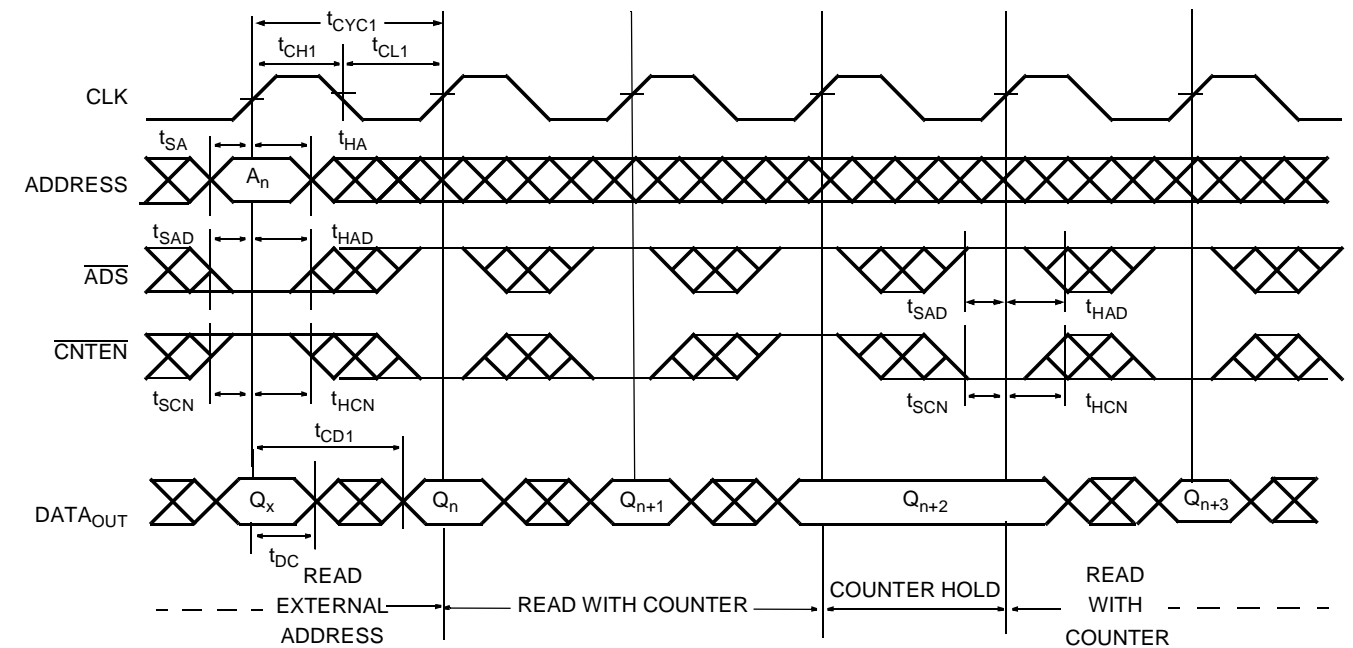 tCYC1
tCH1
tCL1
CLK
tSA
tHA
ADDRESS
An
tSAD
tHAD
ADS
tSAD
tHAD
CNTEN
tSCN
tHCN
tSCN
tHCN
tCD1
DATAOUT
Qx
Qn
Qn+1
Qn+2
Qn+3
tDC
READ
EXTERNAL
ADDRESS
READ WITH COUNTER
COUNTER HOLD
READ
WITH
COUNTER